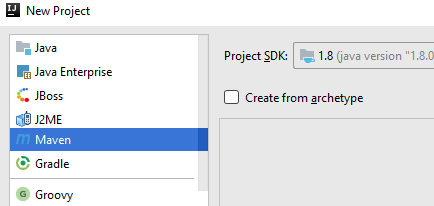 New Project
Java
Java Enterprise
JBoss
J2ME
Maven
Gradle
Groovy
Project SDK: 1.8 (java version "1.8.0
Create from archetype